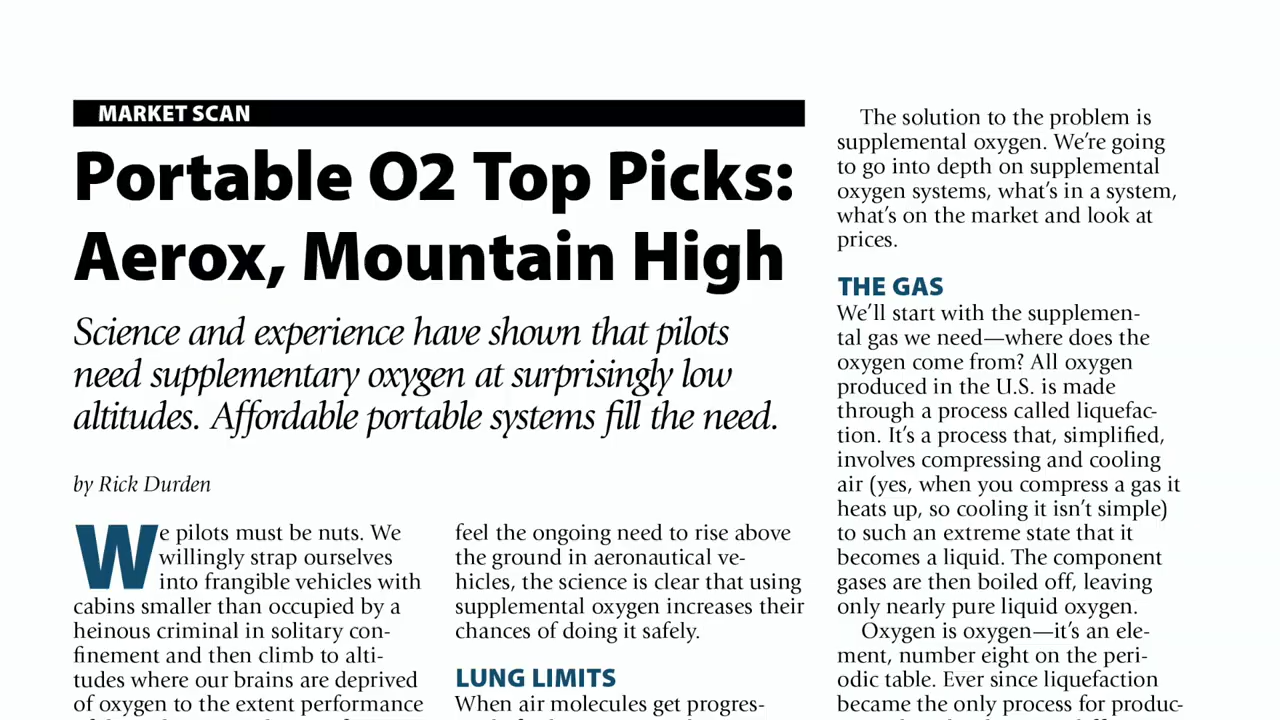 MARKET SCAN
Portable O2 Top Picks:
Aerox, Mountain High
Science and experience have shown that pilots
need supplementary oxygen at surprisingly low
altitudes. Affordable portable systems fill the need.
by Rick Durden
We pilots must be nuts. We
willingly strap ourselves
into frangible vehicles with
cabins smaller than occupied by a
heinous criminal in solitary con-
finement and then climb to alti-
tudes where our brains are deprived
of oxygen to the extent performance
feel the ongoing need to rise above
the ground in aeronautical ve-
hicles, the science is clear that using
supplemental oxygen increases their
chances of doing it safely.
LUNG LIMITS
When air molecules get progres-
The solution to the problem is
supplemental oxygen. We're going
to go into depth on supplemental
oxygen systems, what's in a system,
what's on the market and look at
prices.
THE GAS
We'll start with the supplemen-
tal gas we need—where does the
oxygen come from? All oxygen
produced in the U.S. is made
through a process called liquefac-
tion. It's a process that, simplified,
involves compressing and cooling
air (yes, when you compress a gas it
heats up, so cooling it isn't simple)
to such an extreme state that it
becomes a liquid. The component
gases are then boiled off, leaving
only nearly pure liquid oxygen.
Oxygen is oxygen—it's an ele-
ment, number eight on the peri-
odic table. Ever since liquefaction
became the only process for produc-